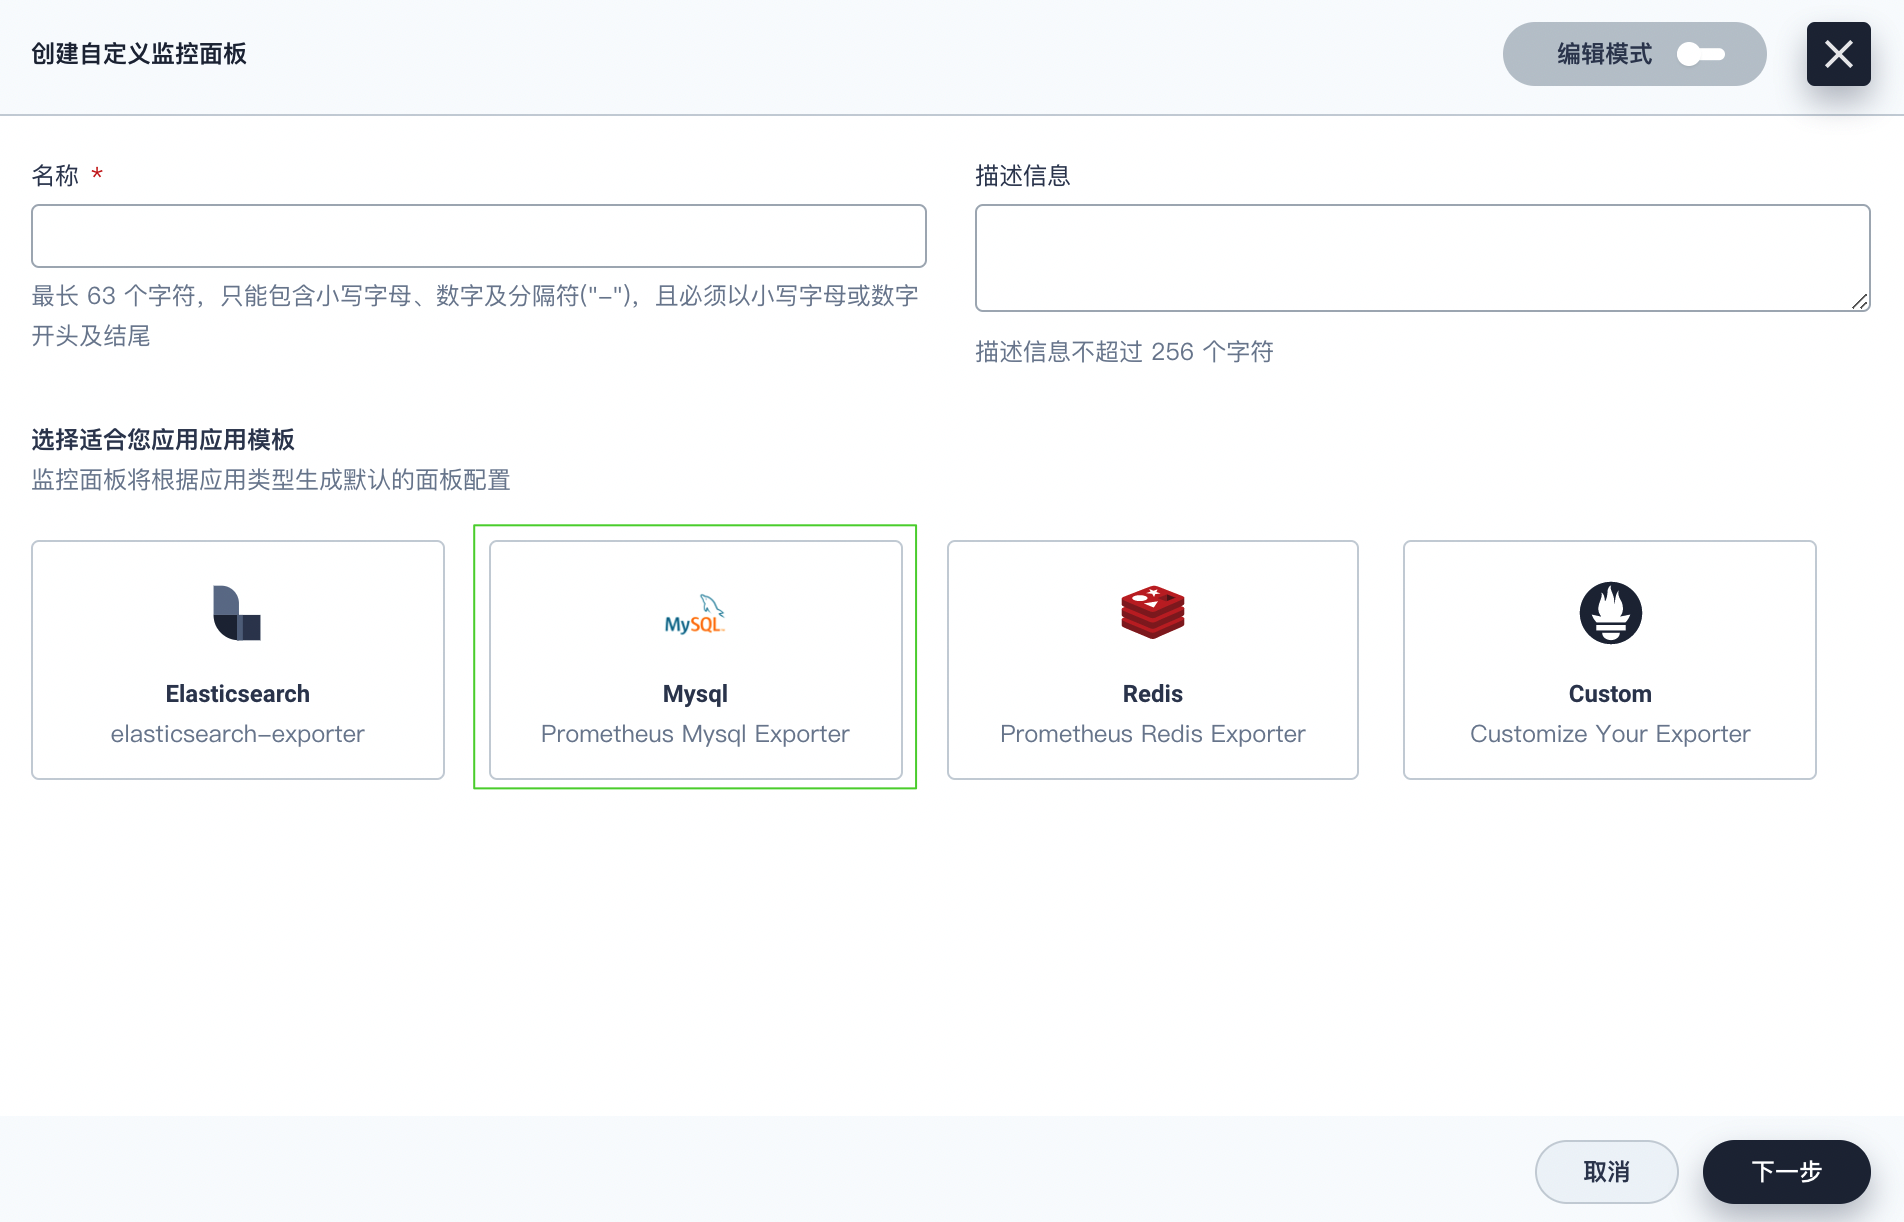 创建自定义监控面板
编辑模式
名称 *
描述信息
最长 63 个字符，只能包含小写字母、数字及分隔符("-")，且必须以小写字母或数字
开头及结尾
描述信息不超过 256 个字符
选择适合您应用应用模板
监控面板将根据应用类型生成默认的面板配置
MySQL™
Elasticsearch
Mysql
Redis
Custom
elasticsearch-exporter
Prometheus Mysql Exporter
Prometheus Redis Exporter
Customize Your Exporter
取消
下一步